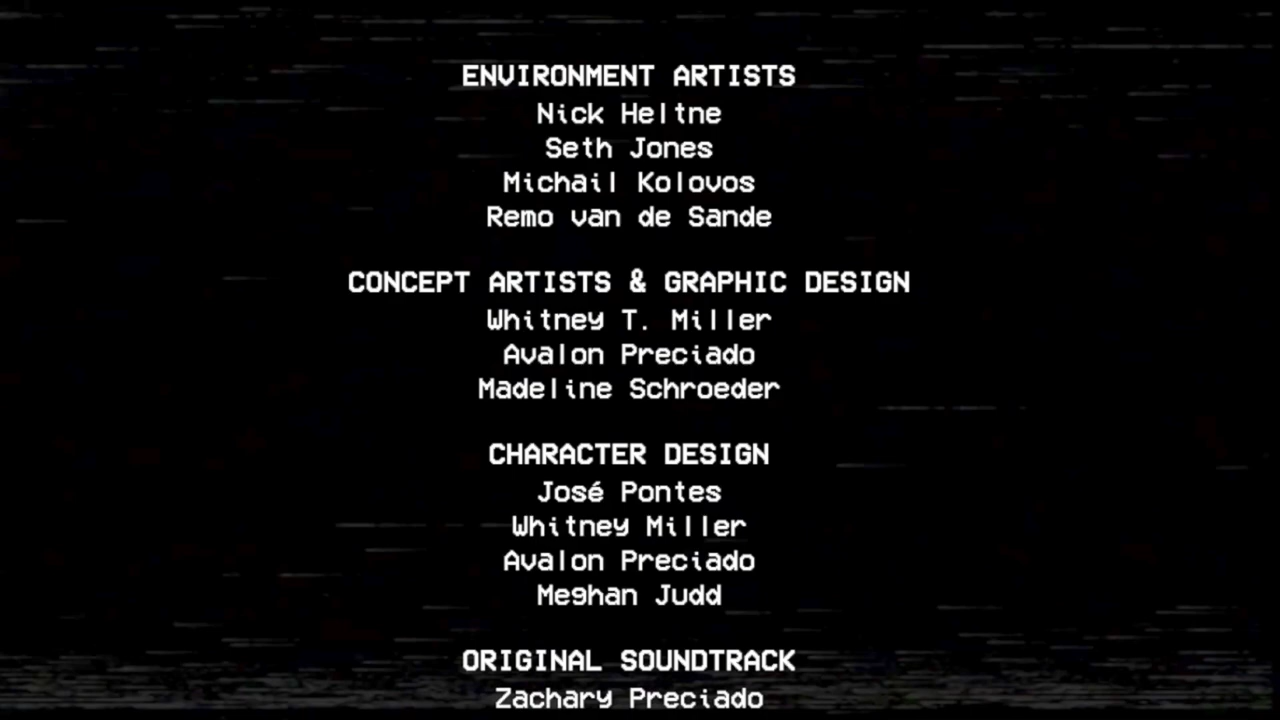 ENVIRONMENT ARTISTS
Nick Heltne
Seth Jones
Michail Kolovos
Remo van de Sande
CONCEPT ARTISTS & GRAPHIC DESIGN
Whitney T. Miller
Avalon Preciado
Madeline Schroeder
CHARACTER DESIGN
José Pontes
Whitney Miller
Avalon Preciado
Meghan Judd
ORIGINAL SOUNDTRACK
Zachary Preciado